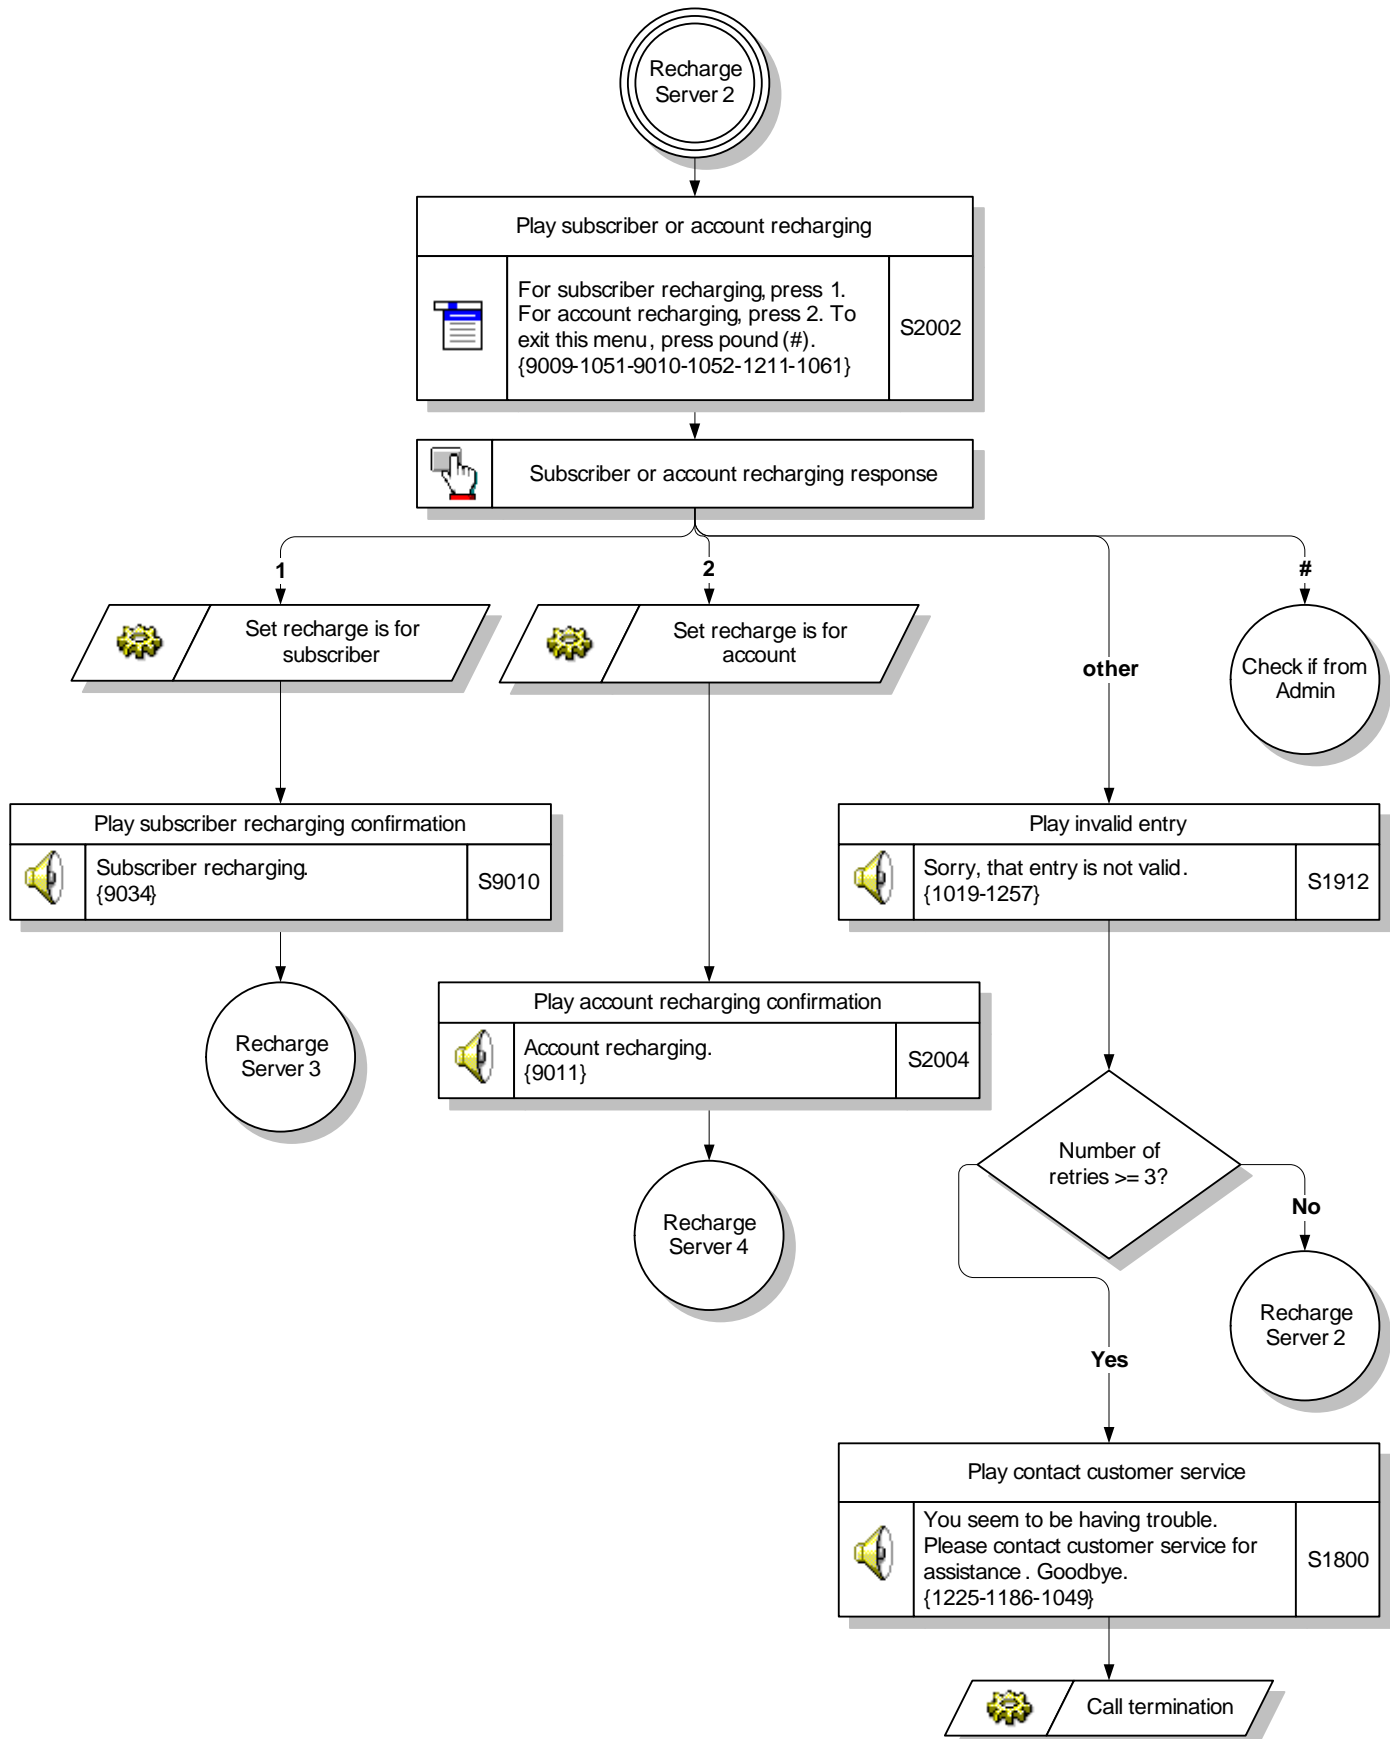 Recharge
Server 2
Play subscriber or account recharging
For subscriber recharging, press 1.
For account recharging, press 2. To
exit this menu, press pound (#).
{9009-1051-9010-1052-1211-1061}
S2002
Subscriber or account recharging response
1
2
#
Set recharge is for
subscriber
Set recharge is for
account
other
Check if from
Admin
Play subscriber recharging confirmation
Subscriber recharging.
{9034}
S9010
Play invalid entry
Sorry, that entry is not valid.
{1019-1257}
S1912
Recharge
Server 3
Play account recharging confirmation
Account recharging.
{9011}
S2004
Number of
retries >= 3?
Recharge
Server 4
No
Recharge
Server 2
Yes
Play contact customer service
You seem to be having trouble.
Please contact customer service for
assistance. Goodbye.
{1225-1186-1049}
S1800
Call termination